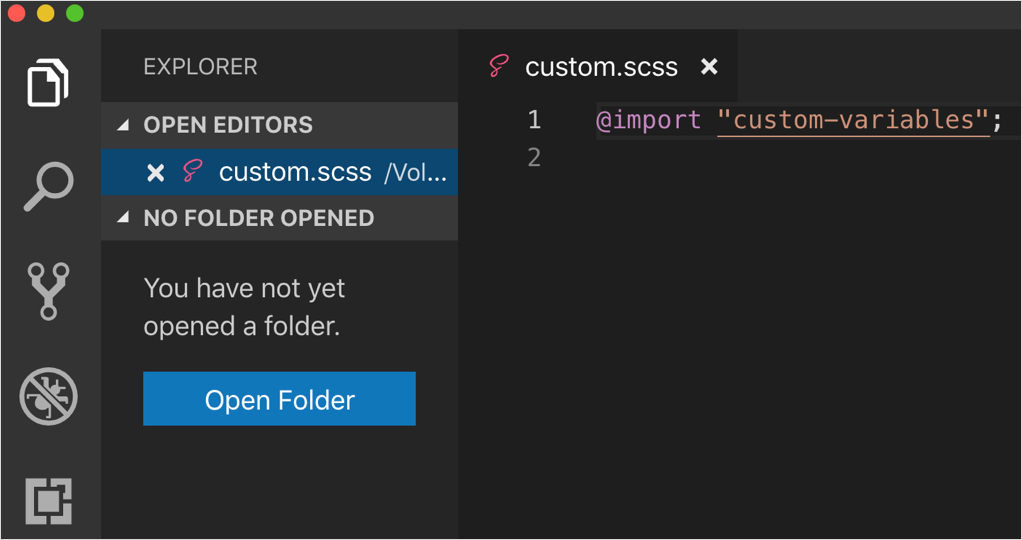 EXPLORER
OPEN EDITORS
custom.scss /Vol...
NO FOLDER OPENED
You have not yet
opened a folder.
Open Folder
custom.scss
1 @import "custom-variables";
2